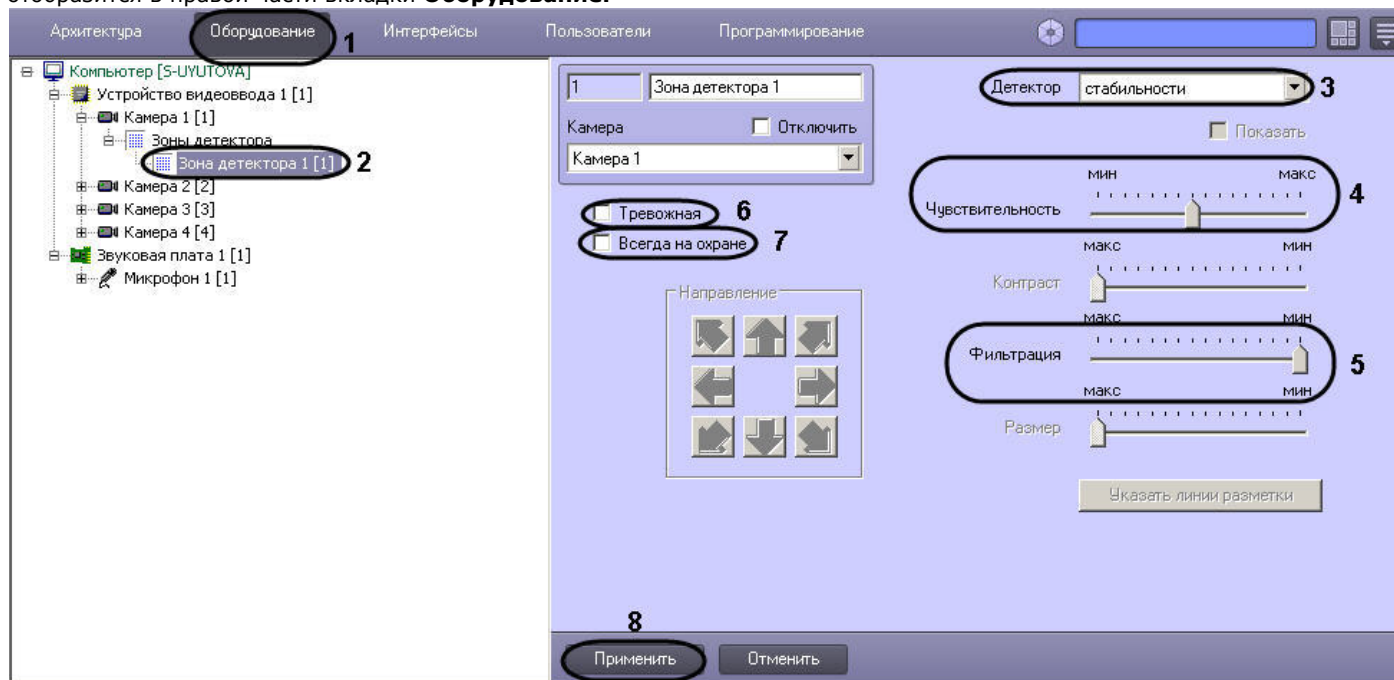 отобразится в правой части вкладки Оборудование.
Архитектура Оборудование 1 Интерфейсы Пользователи Программирование
Компьютер [S-UYUTOVA]
Устройство видеоввода 1 [1]
Камера 1 [1]
Зоны детектора
Зона детектора 1 [1] 2
Камера 2 [2]
Камера 3 [3]
Камера 4 [4]
Звуковая плата 1 [1]
Микрофон 1 [1]
1 Зона детектора 1
Камера Отключить
Камера 1
Тревожная 6
Всегда на охране 7
Направление
Детектор стабильности 3
Показать
мин макс
Чувствительность 4
макс мин
Контраст
макс мин
Фильтрация 5
макс мин
Размер
Указать линии разметки
8
Применить Отменить